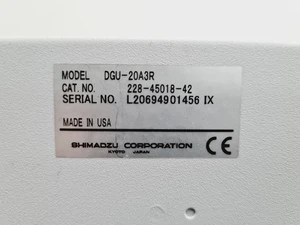 MODEL DGU-20A3R
CAT. NO. 228-45018-42
SERIAL NO. L20694901456 IX
MADE IN USA
SHIMADZU CORPORATION
KYOTO JAPAN
CE